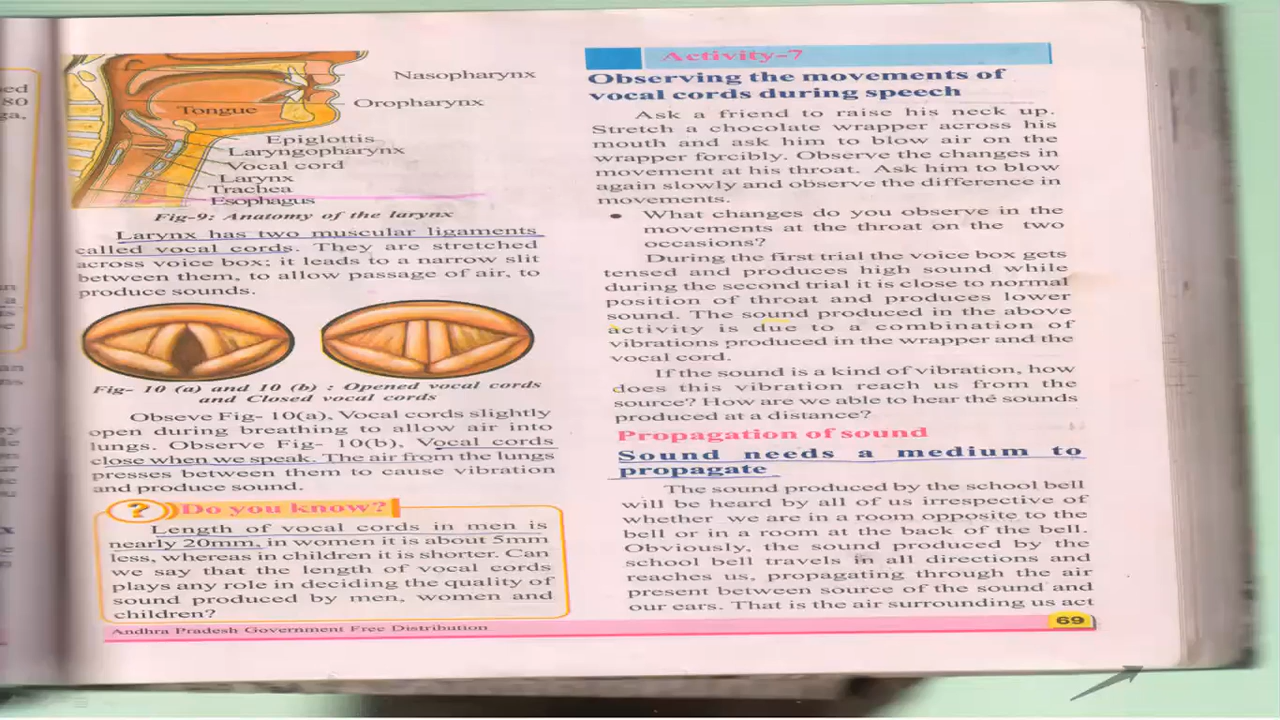 Nasopharynx
Tongue
Oropharynx
Epiglottis
Laryngopharynx
Vocal cord
Larynx
Trachea
Esophagus
Fig-9: Anatomy of the larynx
Larynx has two muscular ligaments
called vocal cords. They are stretched
across voice box; it leads to a narrow slit
between them, to allow passage of air, to
produce sounds.
Fig- 10 (a) and 10 (b) : Opened vocal cords
and Closed vocal cords
Obseve Fig- 10(a), Vocal cords slightly
open during breathing to allow air into
lungs. Observe Fig- 10(b), Vocal cords
close when we speak. The air from the lungs
presses between them to cause vibration
and produce sound.
? Do you know?
Length of vocal cords in men is
nearly 20mm, in women it is about 5mm
less, whereas in children it is shorter. Can
we say that the length of vocal cords
plays any role in deciding the quality of
sound produced by men, women and
children?
Andhra Pradesh Government Free Distribution
Activity-7
Observing the movements of
vocal cords during speech
Ask a friend to raise his neck up.
Stretch a chocolate wrapper across his
mouth and ask him to blow air on the
wrapper forcibly. Observe the changes in
movement at his throat. Ask him to blow
again slowly and observe the difference in
movements.
• What changes do you observe in the
movements at the throat on the two
occasions?
During the first trial the voice box gets
tensed and produces high sound while
during the second trial it is close to normal
position of throat and produces lower
sound. The sound produced in the above
activity is due to a combination of
vibrations produced in the wrapper and the
vocal cord.
If the sound is a kind of vibration, how
does this vibration reach us from the
source? How are we able to hear the sounds
produced at a distance?
Propagation of sound
Sound needs a medium to
propagate
The sound produced by the school bell
will be heard by all of us irrespective of
whether we are in a room opposite to the
bell or in a room at the back of the bell.
Obviously, the sound produced by the
school bell travels in all directions and
reaches us, propagating through the air
present between source of the sound and
our ears. That is the air surrounding us act
69